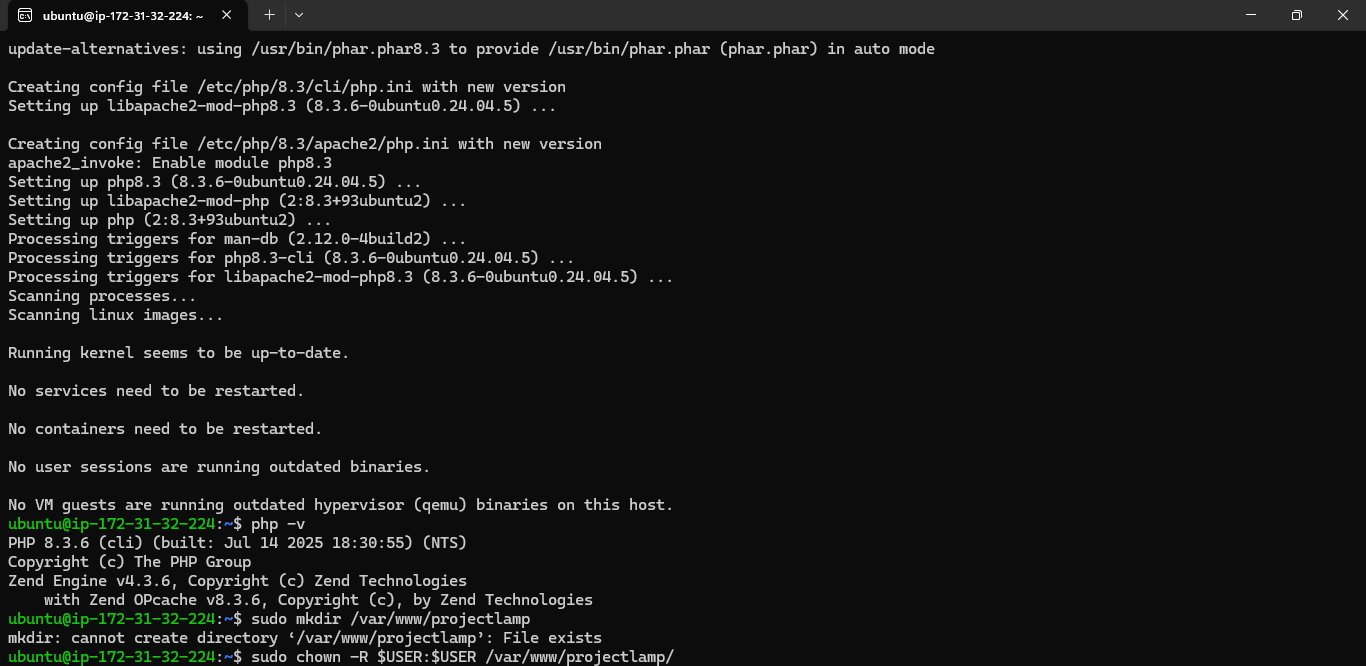 ubuntu@ip-172-31-32-224: ~
update-alternatives: using /usr/bin/phar.phar8.3 to provide /usr/bin/phar.phar (phar.phar) in auto mode
Creating config file /etc/php/8.3/cli/php.ini with new version
Setting up libapache2-mod-php8.3 (8.3.6-0ubuntu0.24.04.5) ...
Creating config file /etc/php/8.3/apache2/php.ini with new version
apache2_invoke: Enable module php8.3
Setting up php8.3 (8.3.6-0ubuntu0.24.04.5) ...
Setting up libapache2-mod-php (2:8.3+93ubuntu2) ...
Setting up php (2:8.3+93ubuntu2) ...
Processing triggers for man-db (2.12.0-4build2) ...
Processing triggers for php8.3-cli (8.3.6-0ubuntu0.24.04.5) ...
Processing triggers for libapache2-mod-php8.3 (8.3.6-0ubuntu0.24.04.5) ...
Scanning processes...
Scanning linux images...
Running kernel seems to be up-to-date.
No services need to be restarted.
No containers need to be restarted.
No user sessions are running outdated binaries.
No VM guests are running outdated hypervisor (qemu) binaries on this host.
ubuntu@ip-172-31-32-224:~$ php -v
PHP 8.3.6 (cli) (built: Jul 14 2025 18:30:55) (NTS)
Copyright (c) The PHP Group
Zend Engine v4.3.6, Copyright (c) Zend Technologies
    with Zend OPcache v8.3.6, Copyright (c), by Zend Technologies
ubuntu@ip-172-31-32-224:~$ sudo mkdir /var/www/projectlamp
mkdir: cannot create directory ‘/var/www/projectlamp’: File exists
ubuntu@ip-172-31-32-224:~$ sudo chown -R $USER:$USER /var/www/projectlamp/